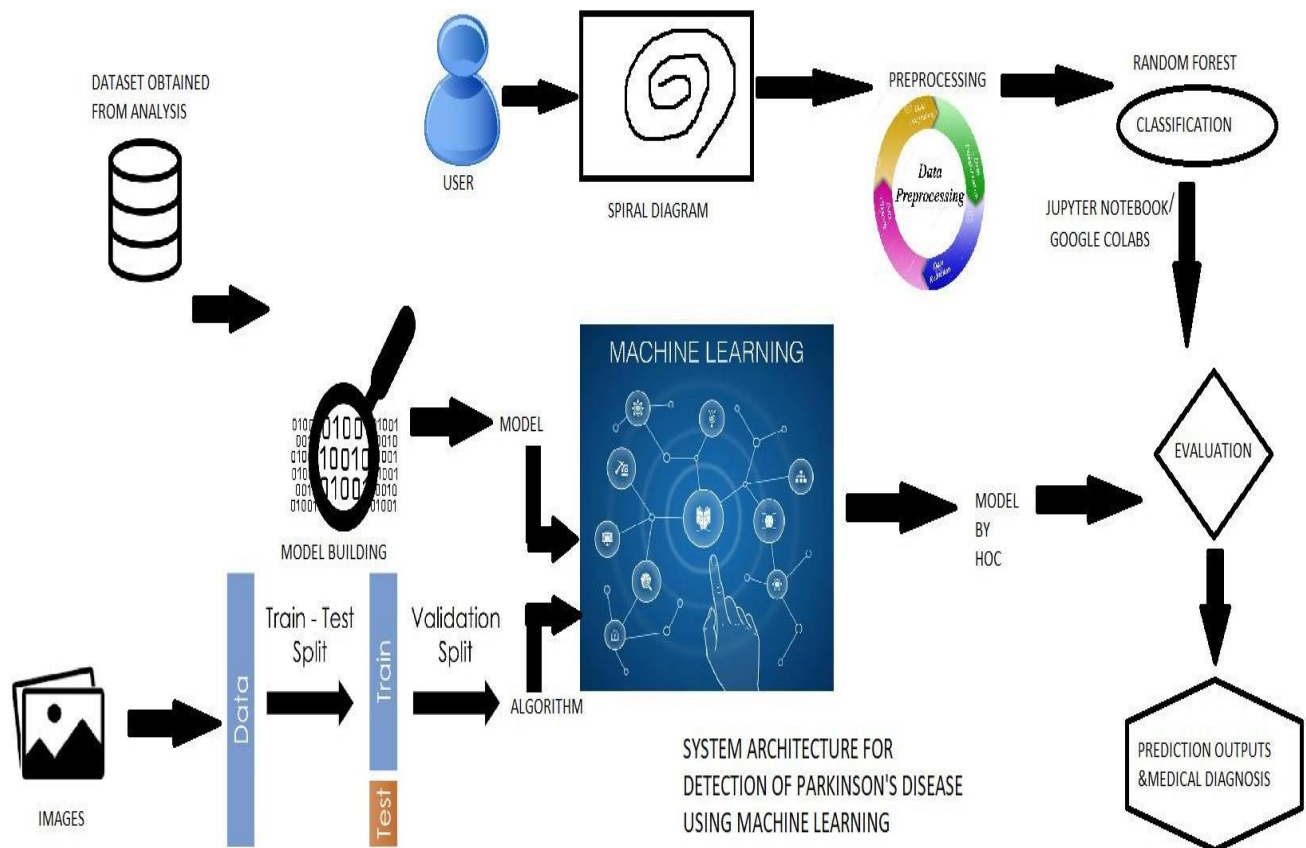 DATASET OBTAINED
FROM ANALYSIS
USER
SPIRAL DIAGRAM
PREPROCESSING
Data
Preprocessing
RANDOM FOREST
CLASSIFICATION
JUPYTER NOTEBOOK/
GOOGLE COLABS
MODEL BUILDING
MODEL
MACHINE LEARNING
MODEL
BY
HOC
EVALUATION
IMAGES
Data
Train - Test
Split
Train
Test
Validation
Split
ALGORITHM
SYSTEM ARCHITECTURE FOR
DETECTION OF PARKINSON'S DISEASE
USING MACHINE LEARNING
PREDICTION OUTPUTS
&MEDICAL DIAGNOSIS